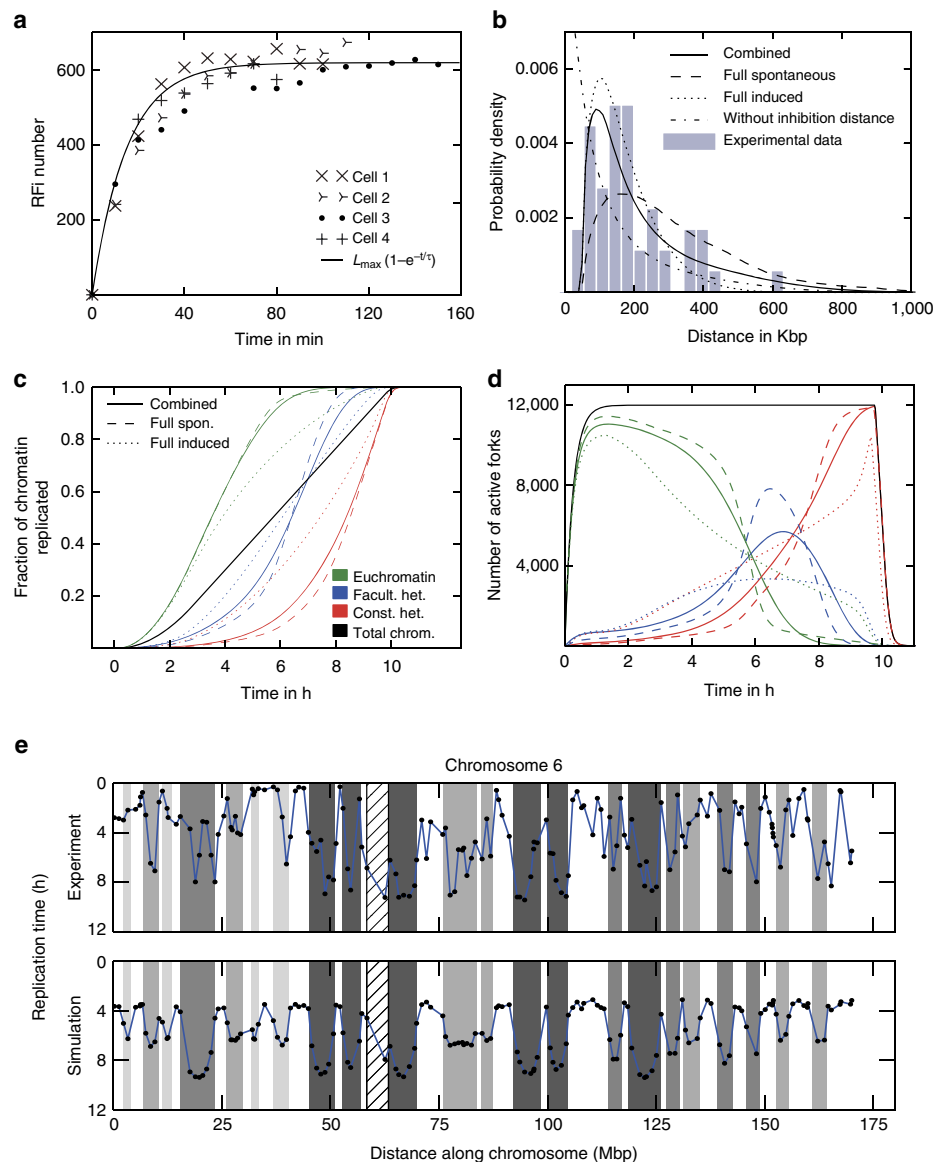 a
RFi number
600
400
200
0
0
40
80
120
160
Time in min
Cell 1
Cell 2
Cell 3
Cell 4
L_max (1–e^–t/τ)
b
Probability density
0.006
0.004
0.002
0
200
400
600
800
1,000
Distance in Kbp
Combined
Full spontaneous
Full induced
Without inhibition distance
Experimental data
c
Fraction of chromatin
replicated
1.0
0.8
0.6
0.4
0.2
0
2
4
6
8
10
Time in h
Combined
Full spon.
Full induced
Euchromatin
Facult. het.
Const. het.
Total chrom.
d
Number of active forks
12,000
8,000
4,000
0
2
4
6
8
10
Time in h
e
Chromosome 6
Replication time (h)
Experiment
0
4
8
12
Simulation
0
4
8
12
0
25
50
75
100
125
150
175
Distance along chromosome (Mbp)